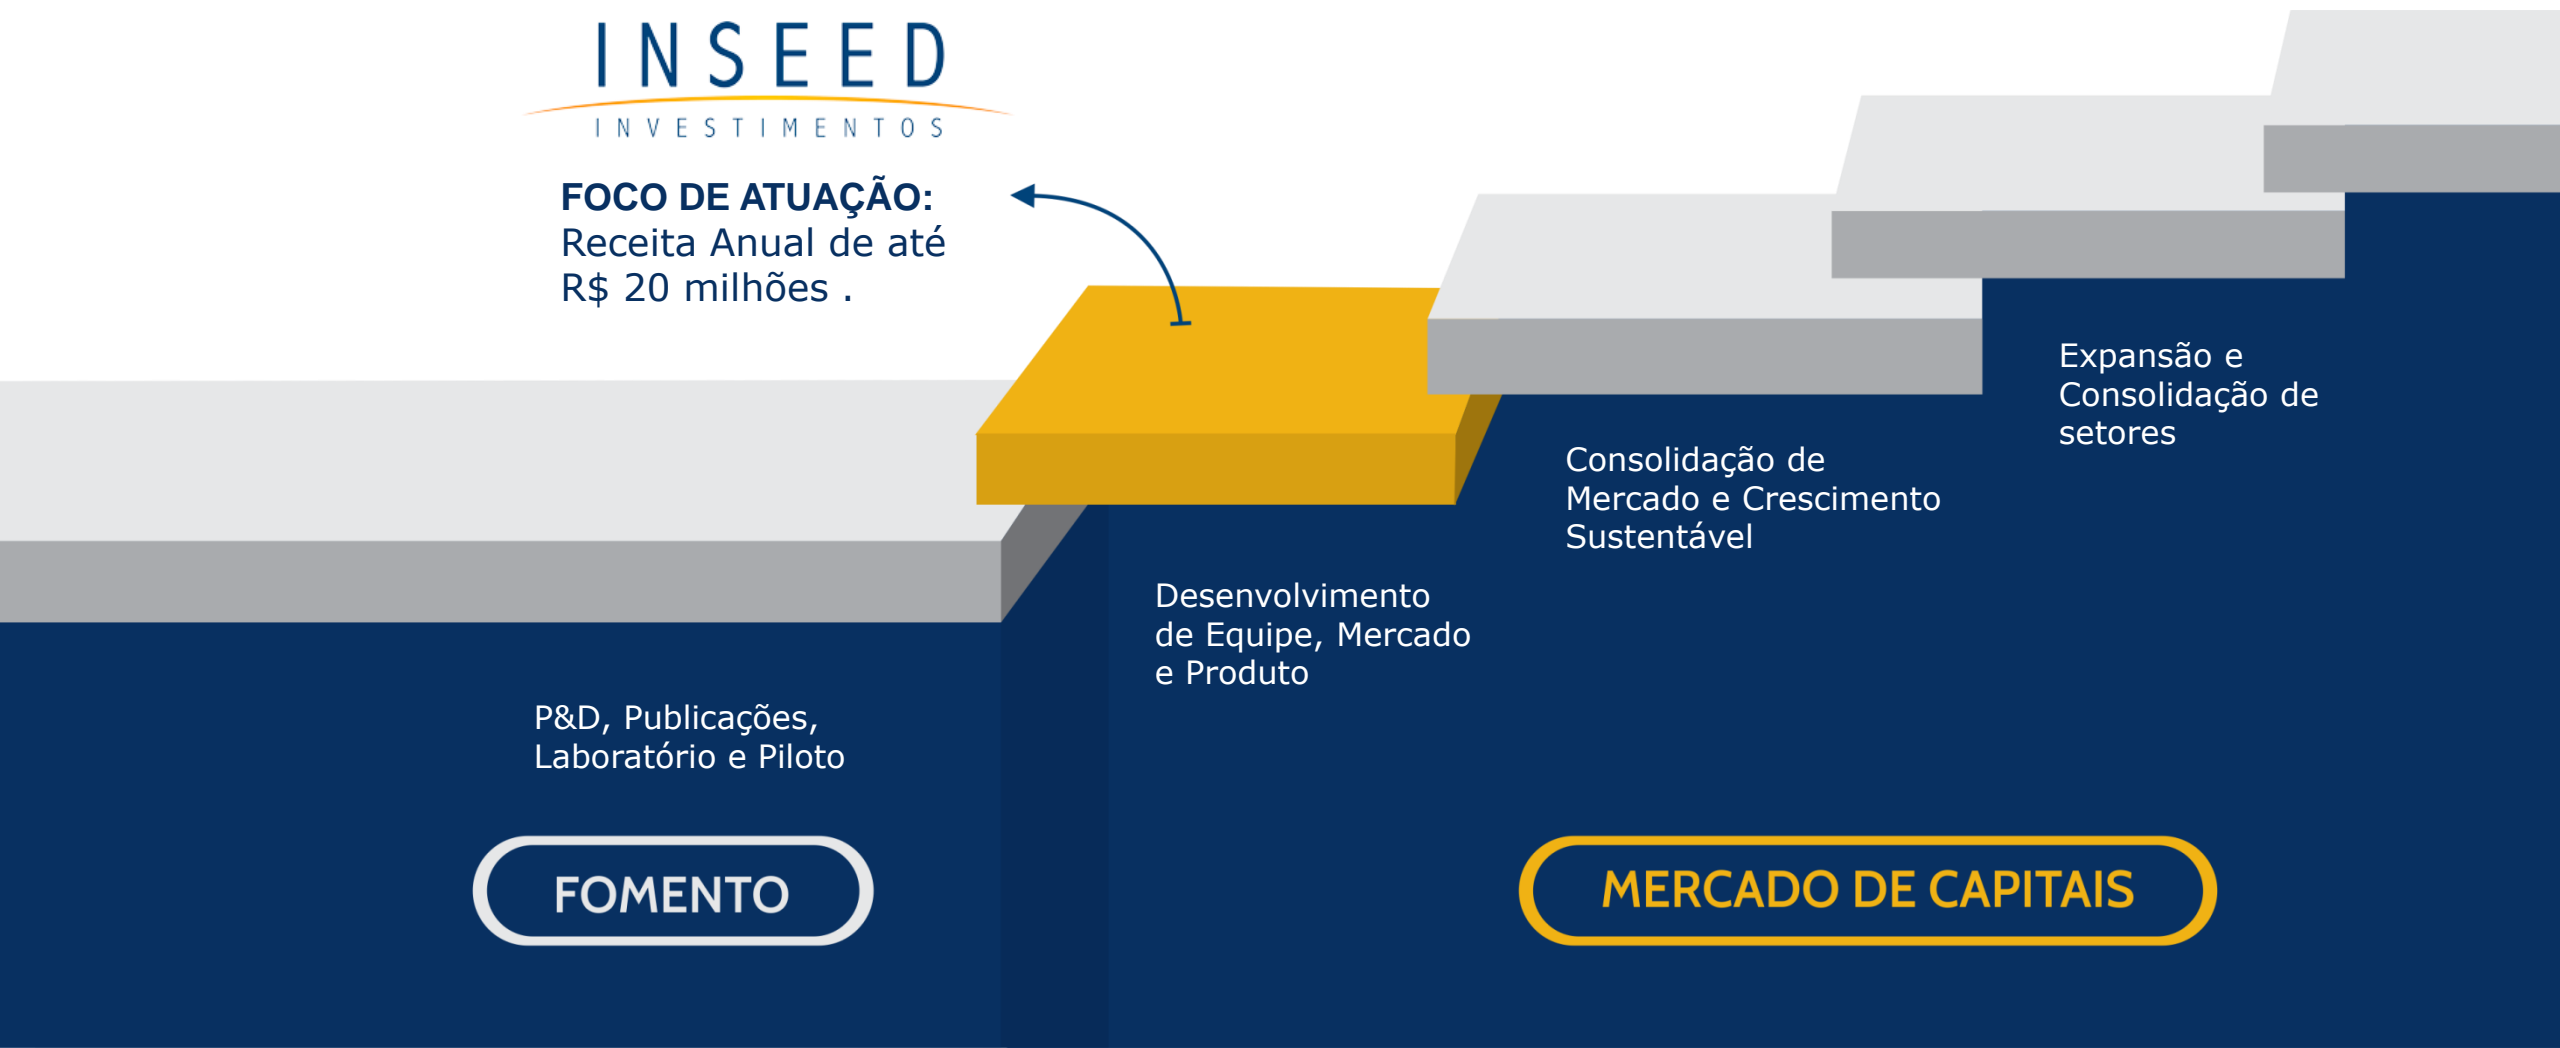 INSEED
INVESTIMENTOS
FOCO DE ATUAÇÃO:
Receita Anual de até
R$ 20 milhões .
Expansão e
Consolidação de
setores
Consolidação de
Mercado e Crescimento
Sustentável
Desenvolvimento
de Equipe, Mercado
e Produto
P&D, Publicações,
Laboratório e Piloto
FOMENTO
MERCADO DE CAPITAIS